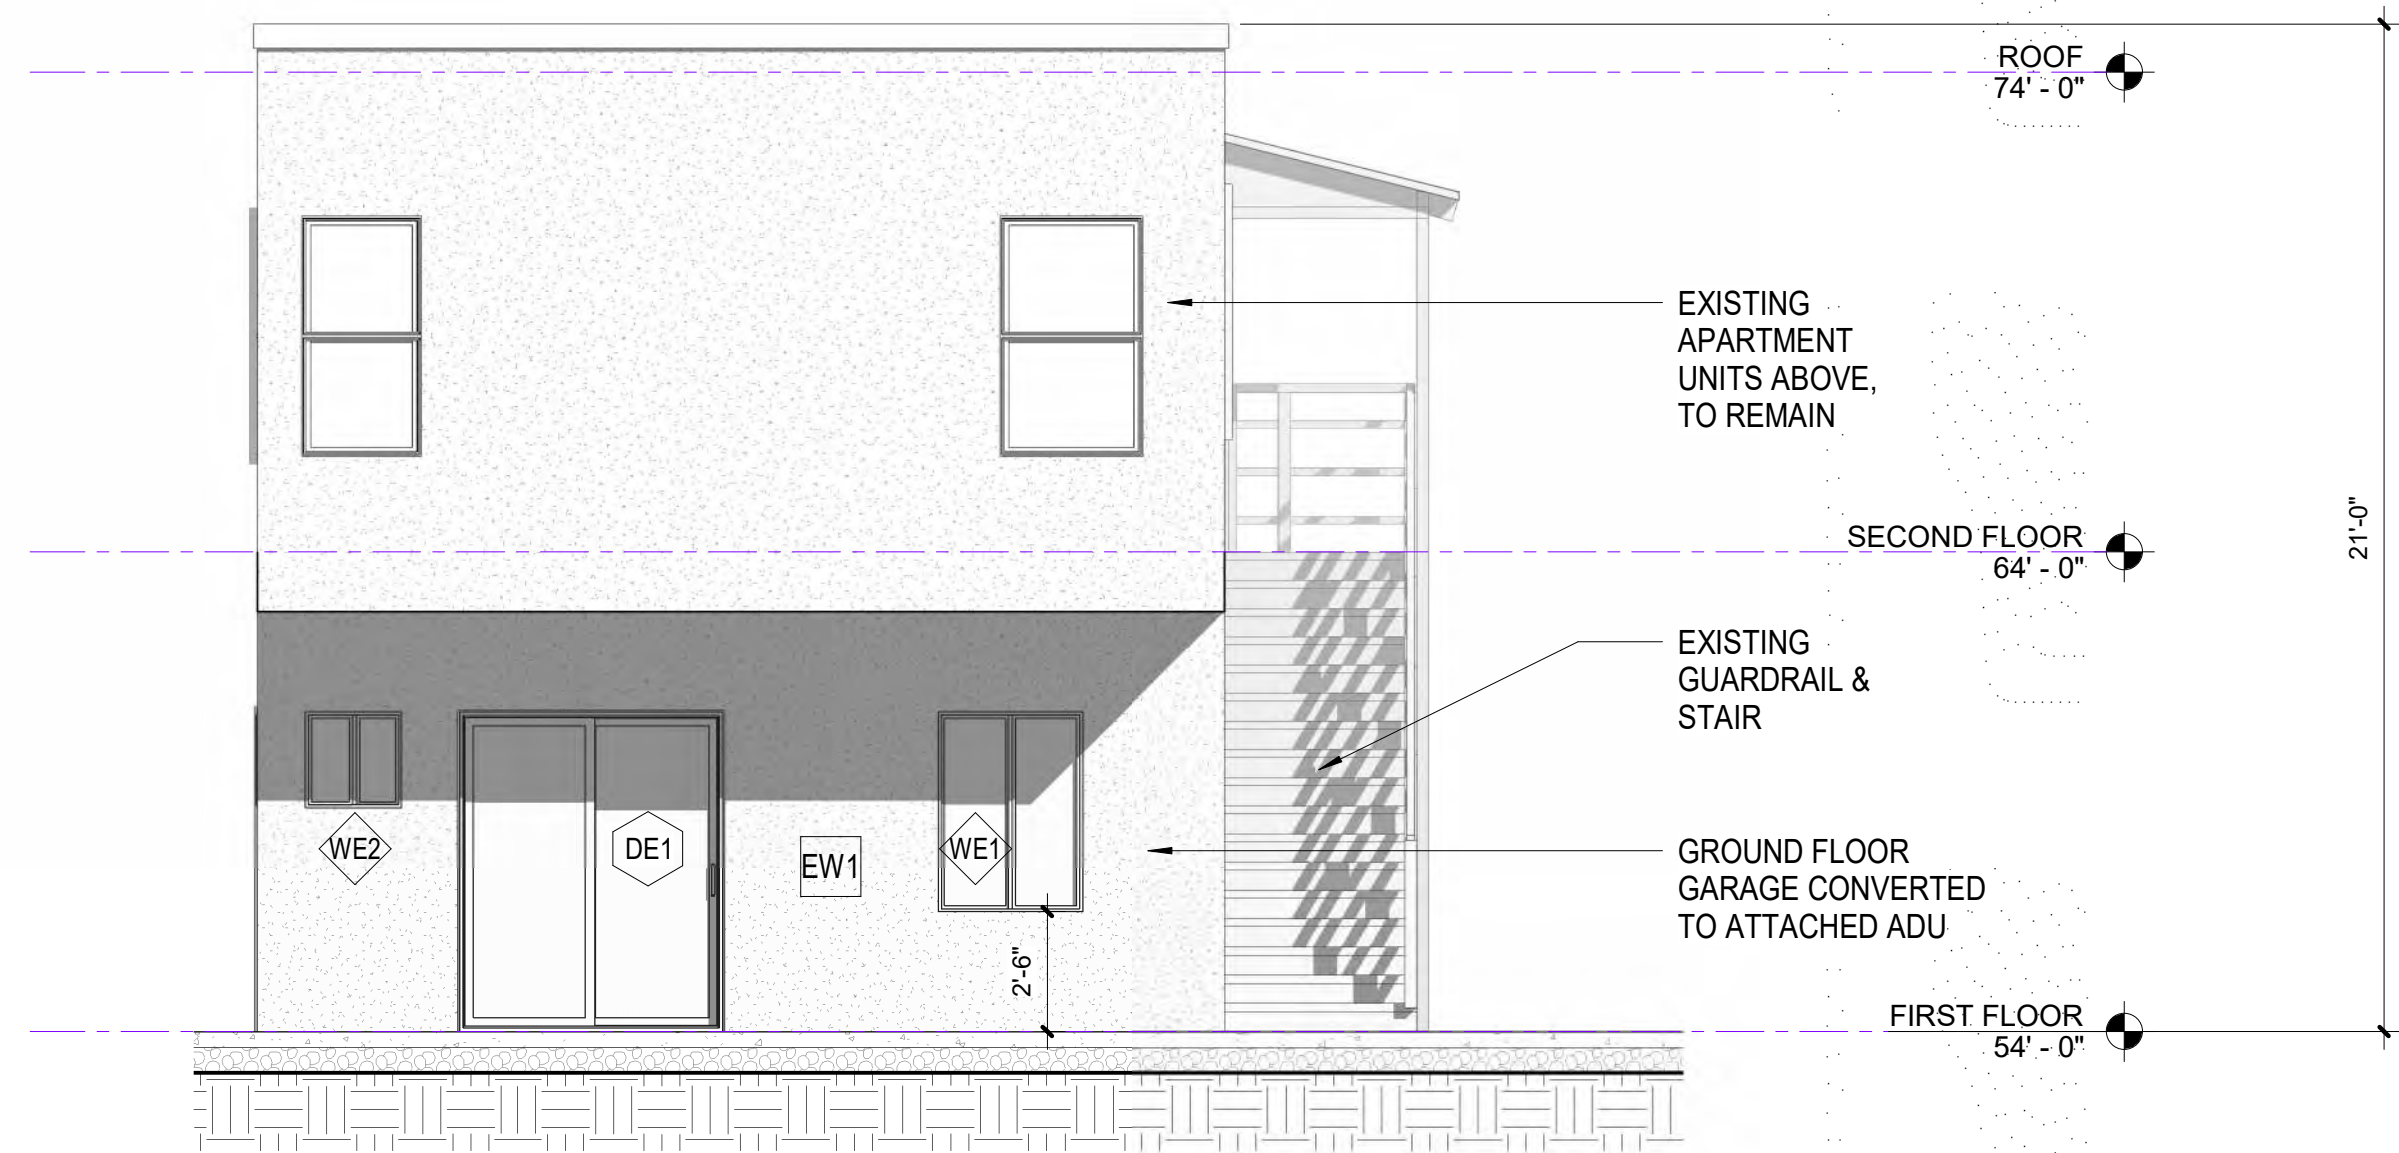 ROOF
74' - 0"
EXISTING
APARTMENT
UNITS ABOVE,
TO REMAIN
21'-0"
SECOND FLOOR
64' - 0"
EXISTING
GUARDRAIL &
STAIR
WE2
DE1
EW1
WE1
GROUND FLOOR
GARAGE CONVERTED
TO ATTACHED ADU
2'-6"
FIRST FLOOR
54' - 0"